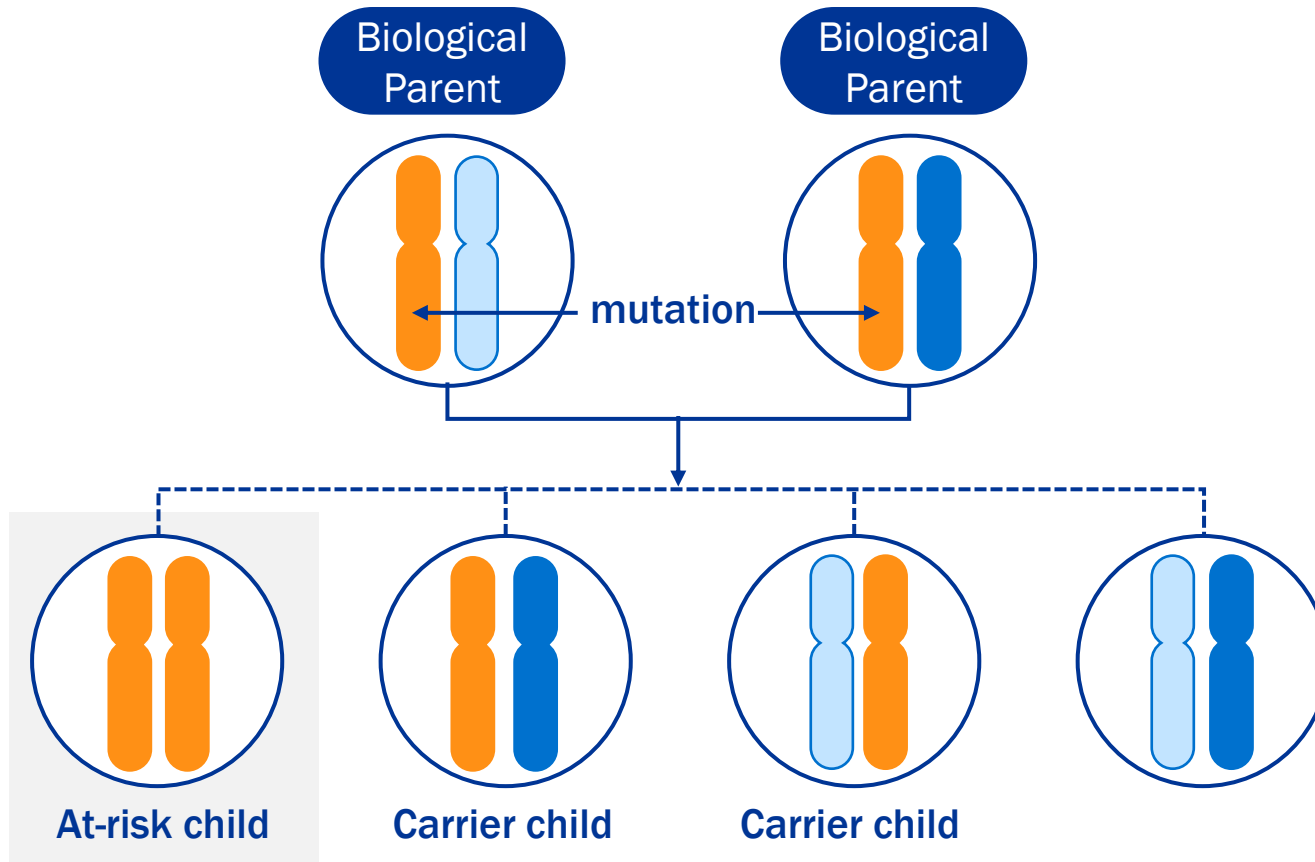 Biological
Parent
Biological
Parent
mutation
At-risk child
Carrier child
Carrier child